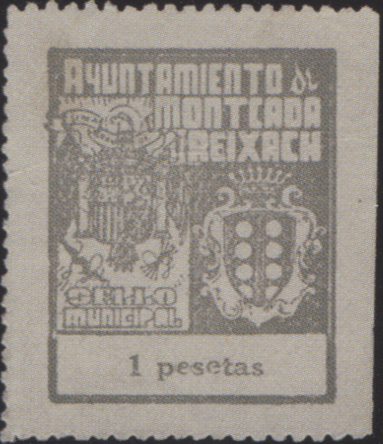 AYUNTAMIENTO de
MONTCADA
REIXACH
SELLO
MUNICIPAL
1 pesetas